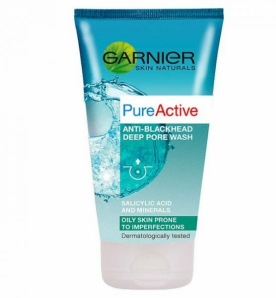 GARNIER
SKIN NATURALS
PureActive
ANTI-BLACKHEAD
DEEP PORE WASH
SALICYLIC ACID
AND MINERALS
OILY SKIN PRONE
TO IMPERFECTIONS
Dermatologically tested